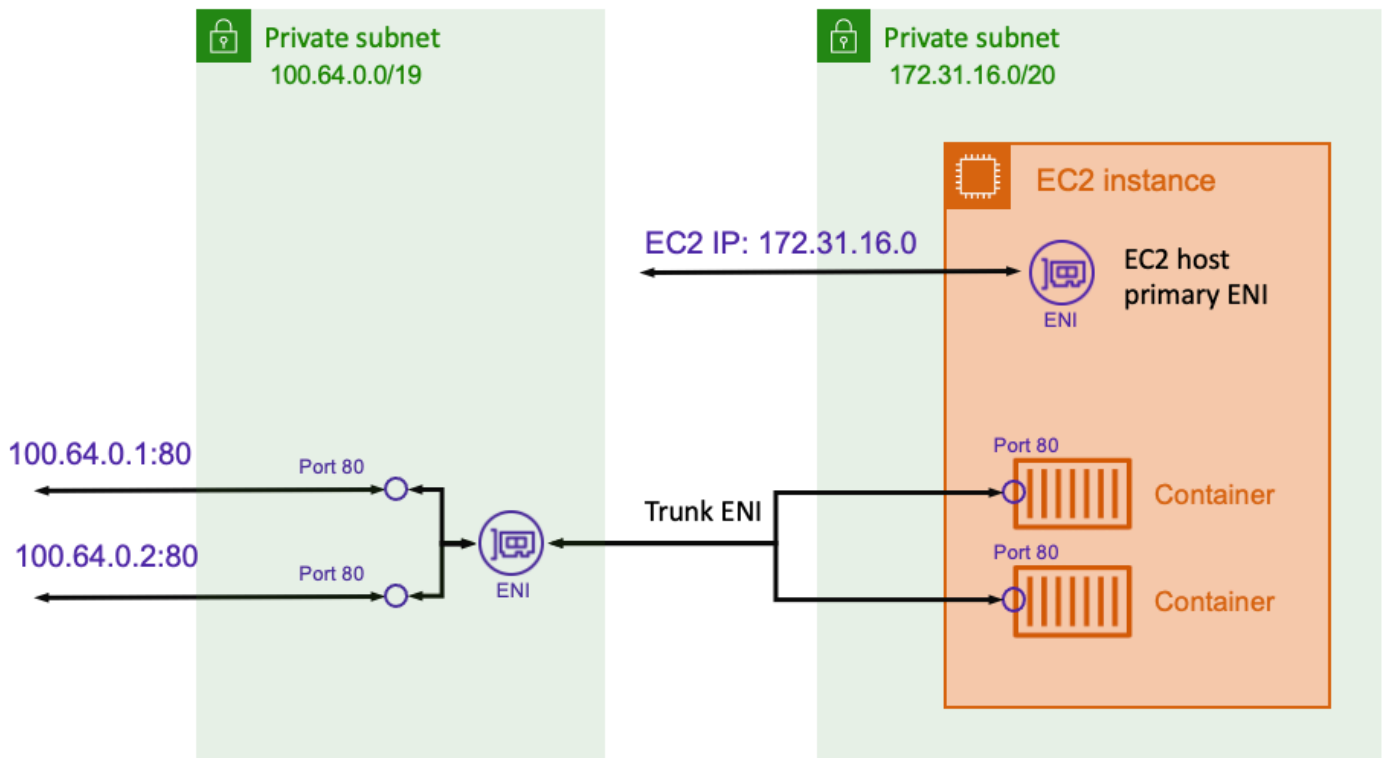 Private subnet
100.64.0.0/19
Private subnet
172.31.16.0/20
EC2 instance
EC2 IP: 172.31.16.0
EC2 host
primary ENI
ENI
100.64.0.1:80
Port 80
Port 80
Container
Trunk ENI
100.64.0.2:80
Port 80
ENI
Port 80
Container